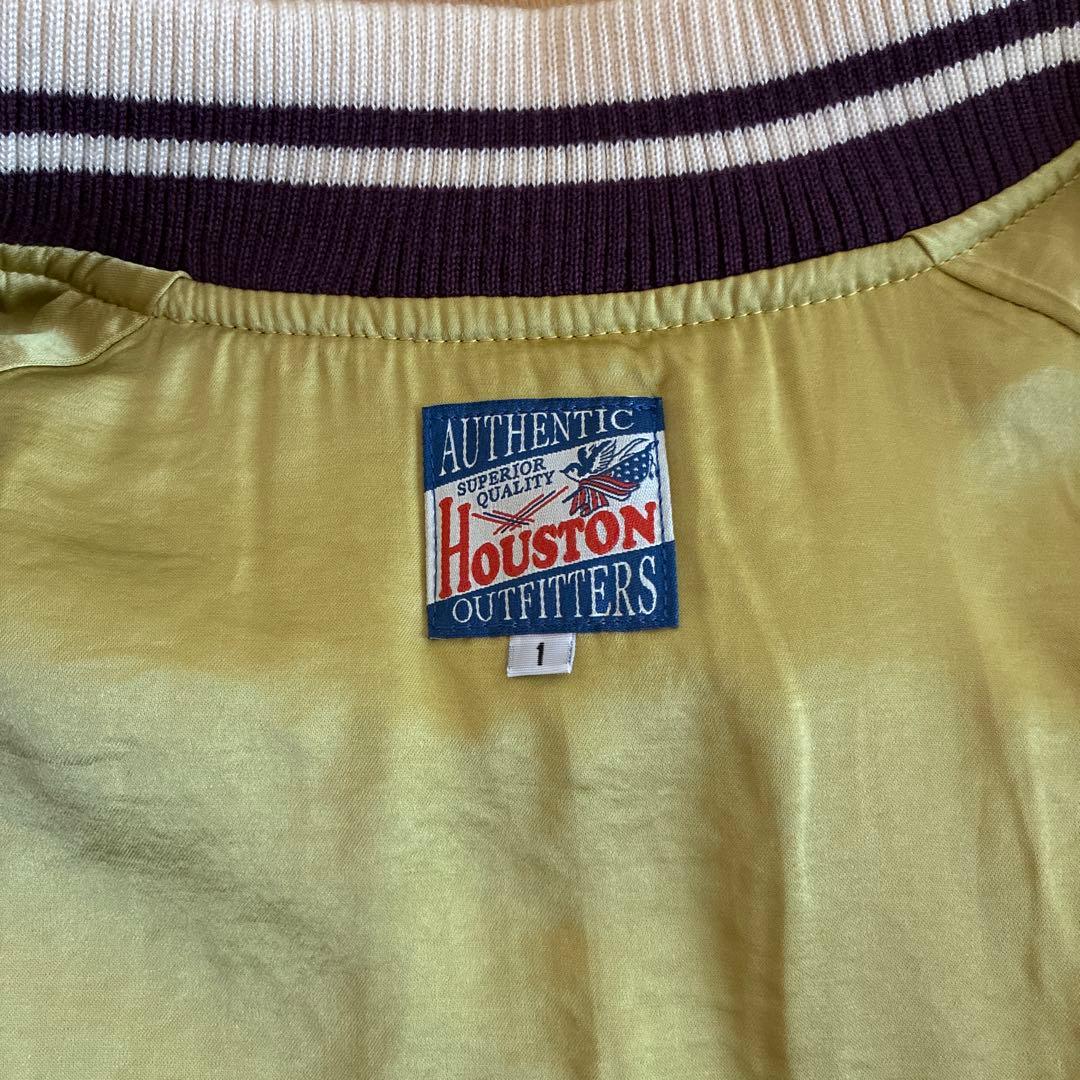 AUTHENTIC
SUPERIOR
QUALITY
HOUSTON
OUTFITTERS
1